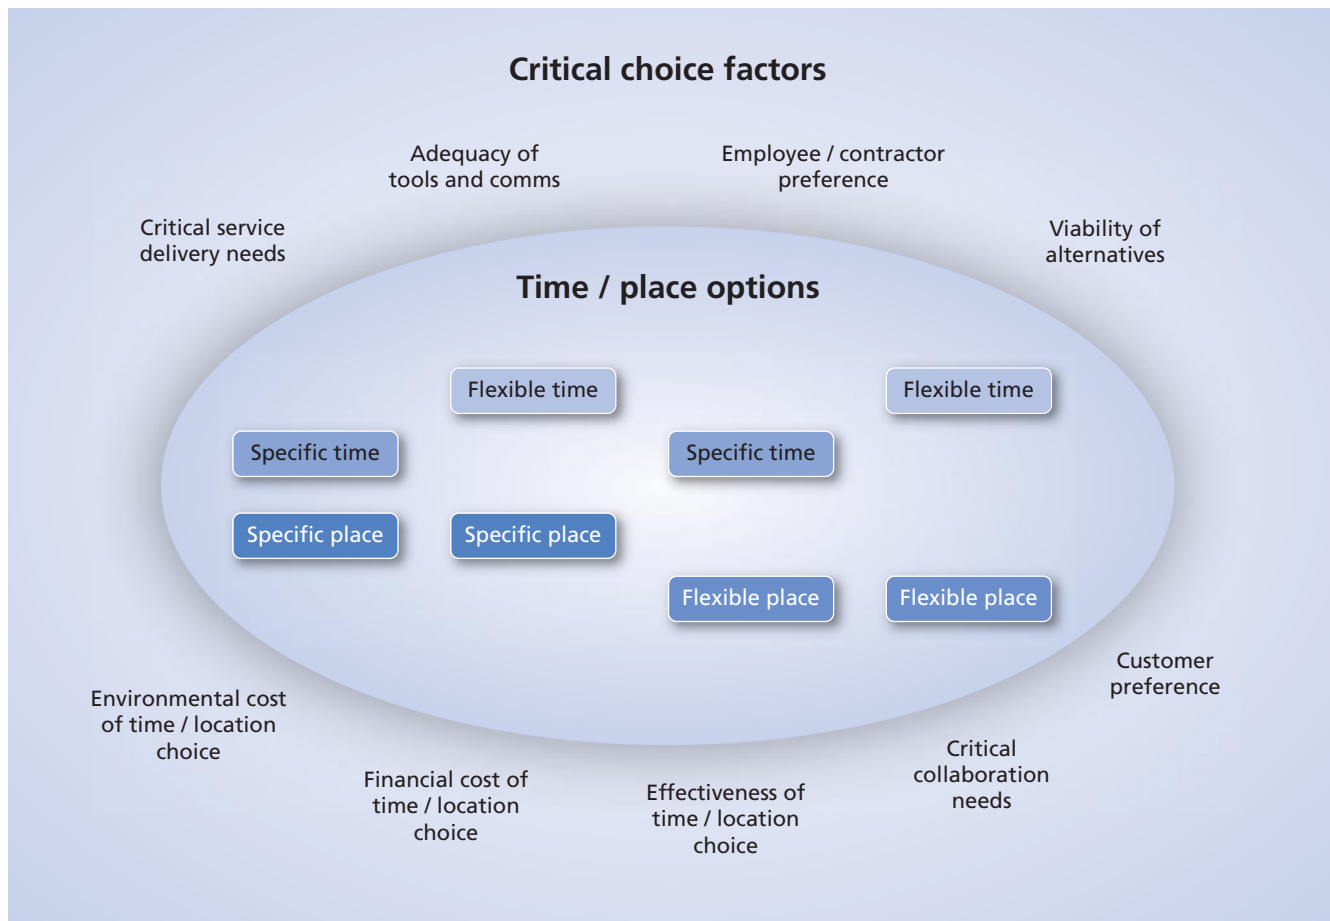 Critical choice factors
Adequacy of
tools and comms
Employee / contractor
preference
Critical service
delivery needs
Viability of
alternatives
Time / place options
Flexible time
Flexible time
Specific time
Specific time
Specific place
Specific place
Flexible place
Flexible place
Customer
preference
Environmental cost
of time / location
choice
Critical
collaboration
needs
Financial cost of
time / location
choice
Effectiveness of
time / location
choice